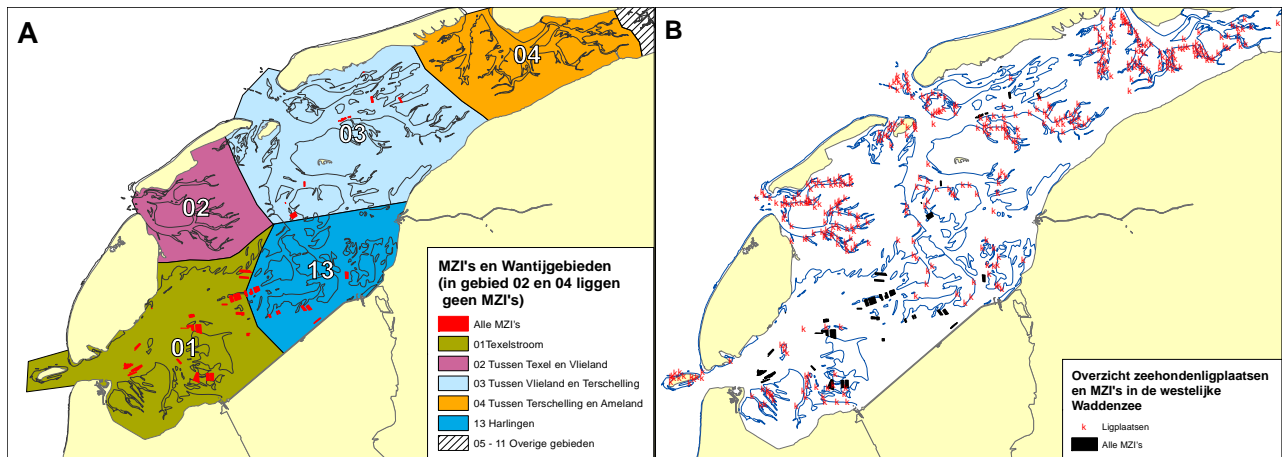 A
04
03
02
13
01
MZI's en Wantijgebieden
(in gebied 02 en 04 liggen
geen MZI's)
Alle MZI's
01Texelstroom
02 Tussen Texel en Vlieland
03 Tussen Vlieland en Terschelling
04 Tussen Terschelling en Ameland
13 Harlingen
05 - 11 Overige gebieden
B
Overzicht zeehondenligplaatsen
en MZI's in de westelijke
Waddenzee
k Ligplaatsen
Alle MZI's